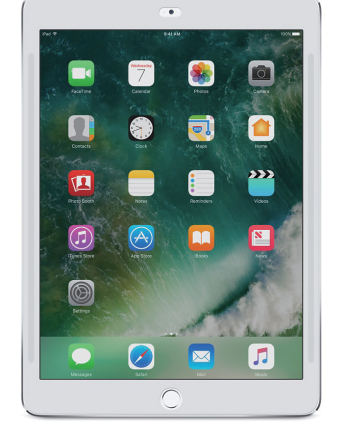 iPad 9:41 AM 100%
Wednesday
7
FaceTime Calendar Photos Camera
Contacts Clock Maps Home
Photo Booth Notes Reminders Videos
iTunes Store App Store iBooks News
Settings
Messages Safari Mail Music